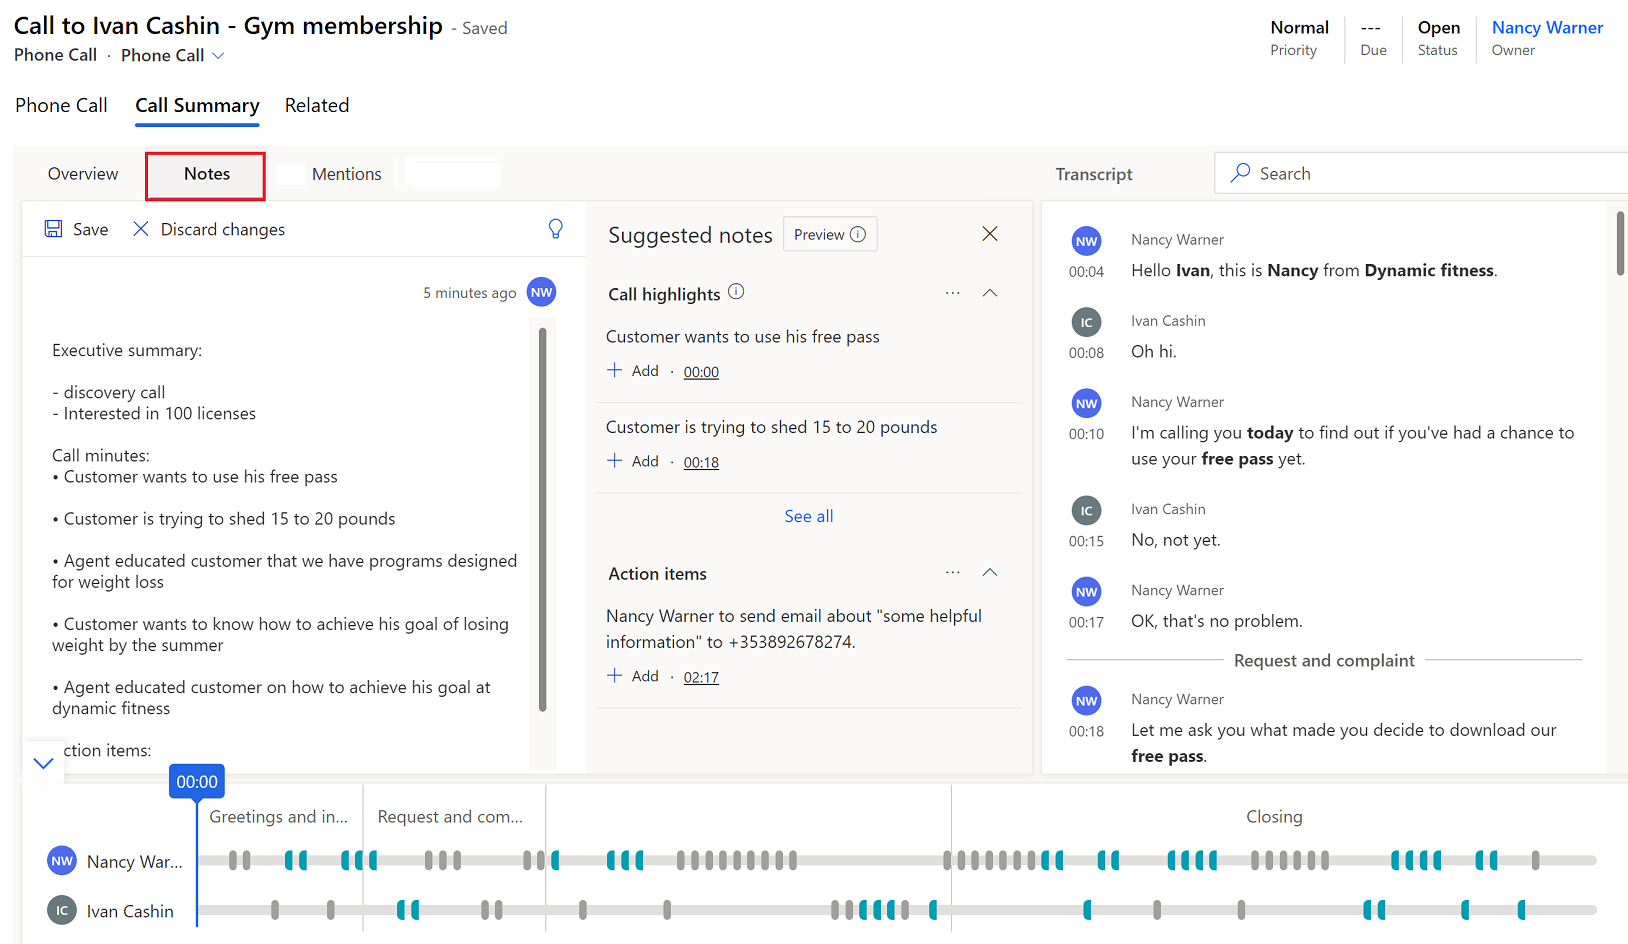 Call to Ivan Cashin - Gym membership - Saved
Phone Call · Phone Call
Normal
Priority
---
Due
Open
Status
Nancy Warner
Owner
Phone Call
Call Summary
Related
Overview
Notes
Mentions
Transcript
Search
Save
Discard changes
5 minutes ago NW
Executive summary:
- discovery call
- Interested in 100 licenses
Call minutes:
• Customer wants to use his free pass
• Customer is trying to shed 15 to 20 pounds
• Agent educated customer that we have programs designed
for weight loss
• Customer wants to know how to achieve his goal of losing
weight by the summer
• Agent educated customer on how to achieve his goal at
dynamic fitness
ction items:
Suggested notes
Preview
Call highlights
...
Customer wants to use his free pass
+ Add · 00:00
Customer is trying to shed 15 to 20 pounds
+ Add · 00:18
See all
Action items
...
Nancy Warner to send email about "some helpful
information" to +353892678274.
+ Add · 02:17
NW Nancy Warner
00:04 Hello Ivan, this is Nancy from Dynamic fitness.
IC Ivan Cashin
00:08 Oh hi.
NW Nancy Warner
00:10 I'm calling you today to find out if you've had a chance to
use your free pass yet.
IC Ivan Cashin
00:15 No, not yet.
NW Nancy Warner
00:17 OK, that's no problem.
Request and complaint
NW Nancy Warner
00:18 Let me ask you what made you decide to download our
free pass.
00:00
Greetings and in...
Request and com...
Closing
NW Nancy War...
IC Ivan Cashin